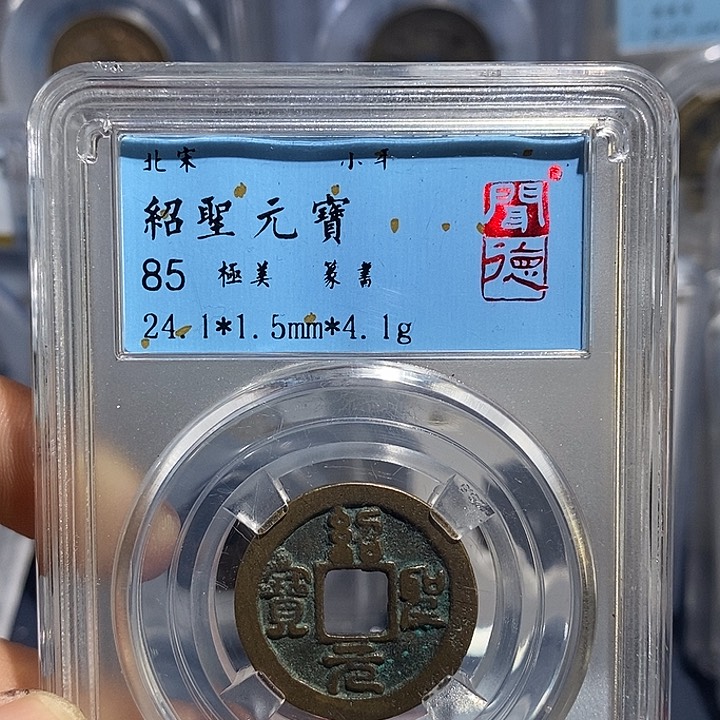 北宋 小平
紹聖元寶
85 極美 篆書
24.1*1.5mm*4.1g
聞德
紹聖元寶